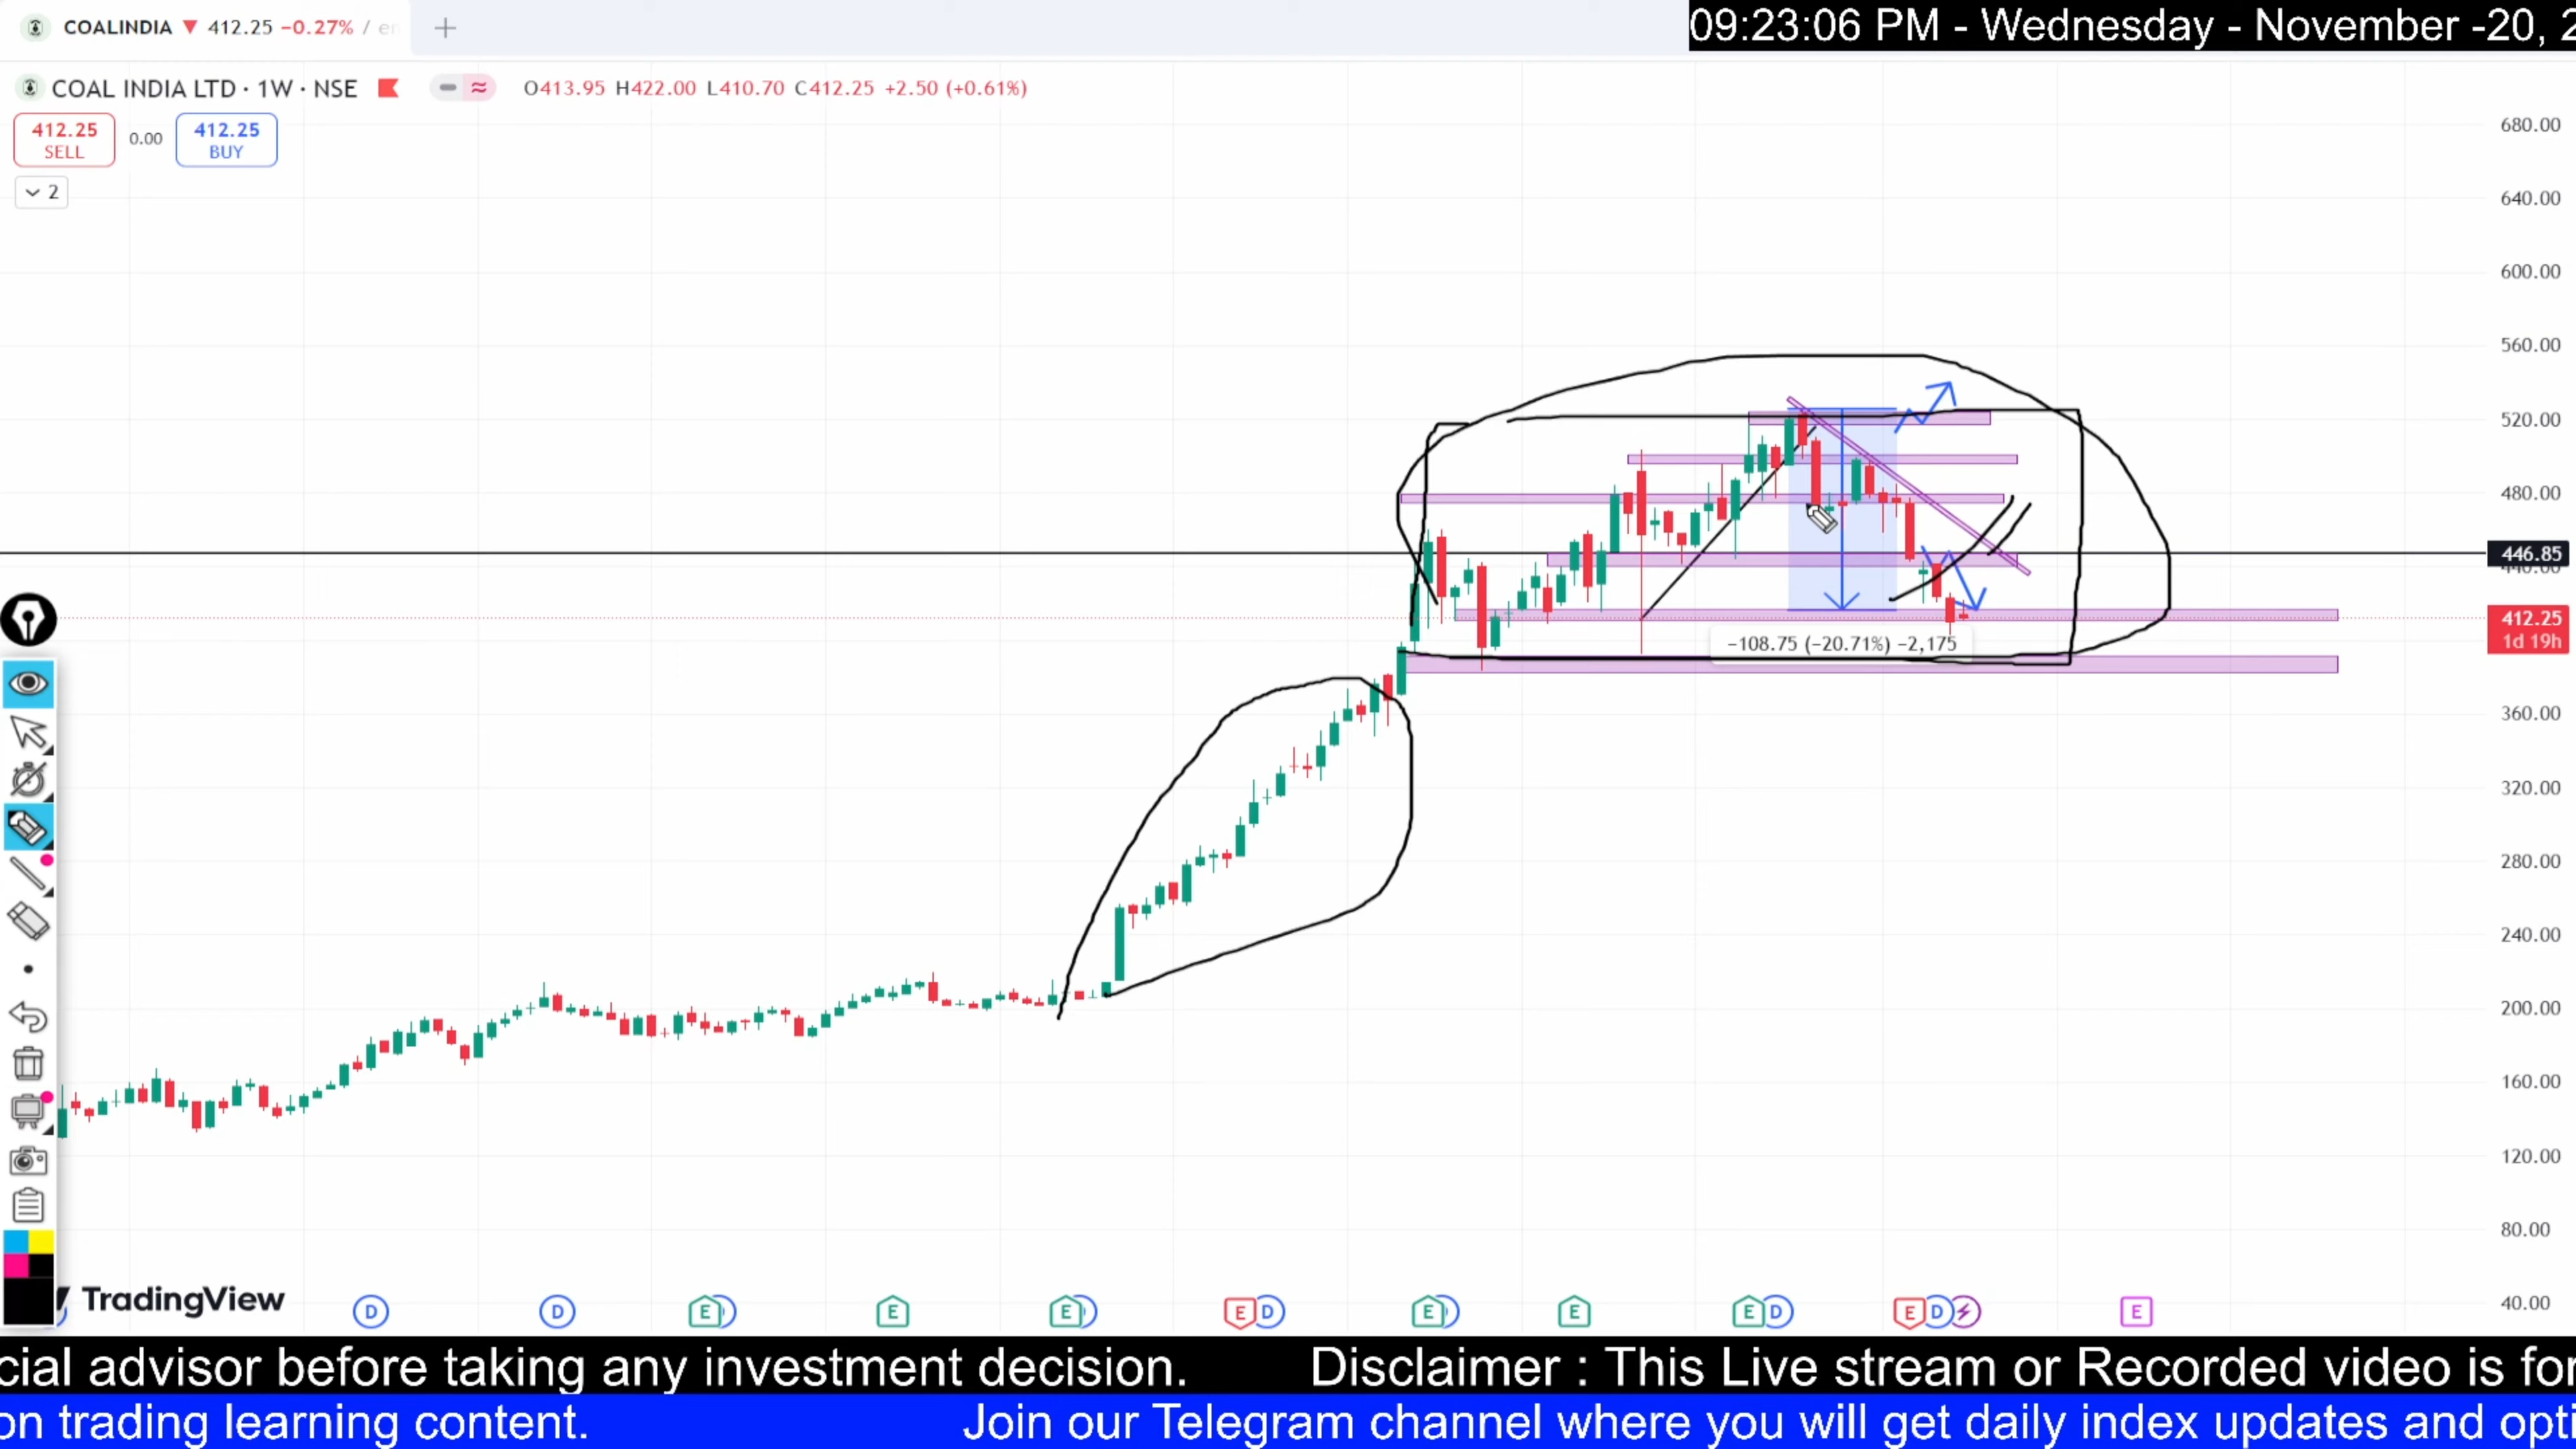 COALINDIA ▼ 412.25 −0.27% / en
09:23:06 PM - Wednesday - November -20, 2
COAL INDIA LTD · 1W · NSE O413.95 H422.00 L410.70 C412.25 +2.50 (+0.61%)
412.25 SELL 0.00 412.25 BUY
2
680.00
640.00
600.00
560.00
520.00
480.00
446.85
440.00
412.25
1d 19h
−108.75 (−20.71%) −2,175
360.00
320.00
280.00
240.00
200.00
160.00
120.00
80.00
40.00
TradingView
D D E E E E D E E E D E D E
cial advisor before taking any investment decision. Disclaimer : This Live stream or Recorded video is for
on trading learning content. Join our Telegram channel where you will get daily index updates and opti